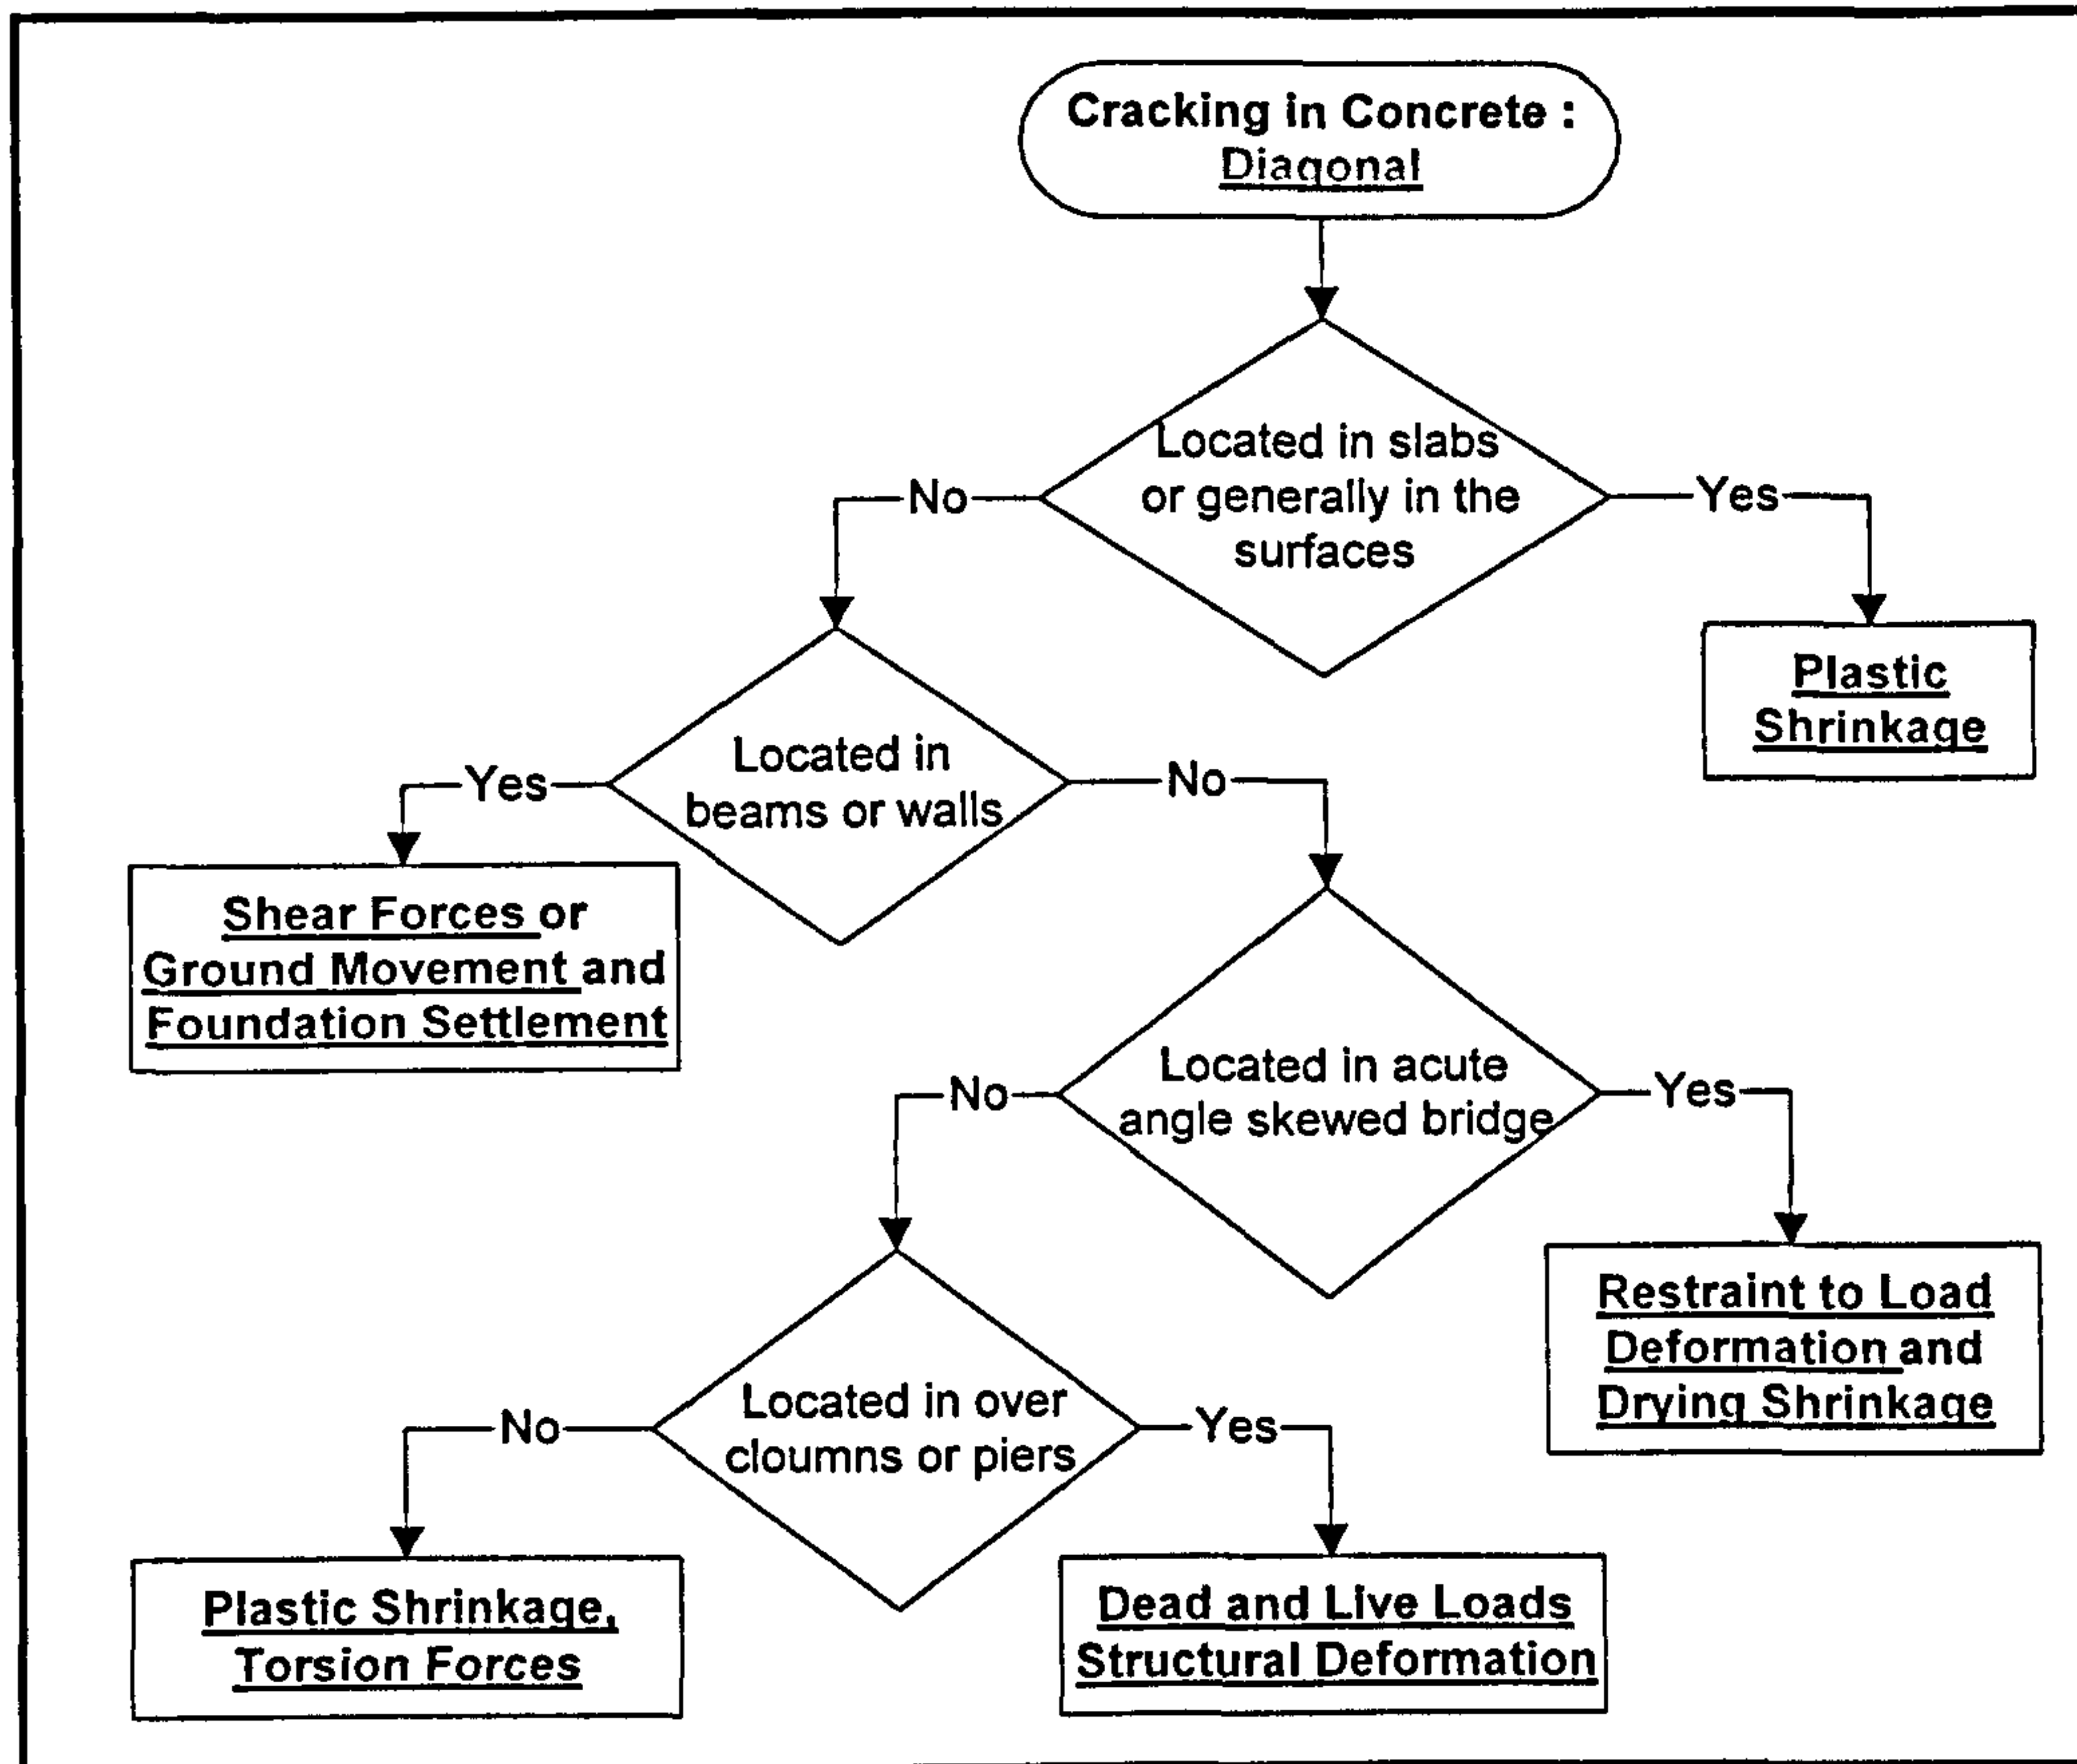 Cracking in Concrete :
Diagonal
Located in slabs
or generally in the
surfaces
No
Yes
Plastic
Shrinkage
Located in
beams or walls
Yes
No
Shear Forces or
Ground Movement and
Foundation Settlement
Located in acute
angle skewed bridge
No
Yes
Restraint to Load
Deformation and
Drying Shrinkage
Located in over
cloumns or piers
No
Yes
Plastic Shrinkage,
Torsion Forces
Dead and Live Loads
Structural Deformation